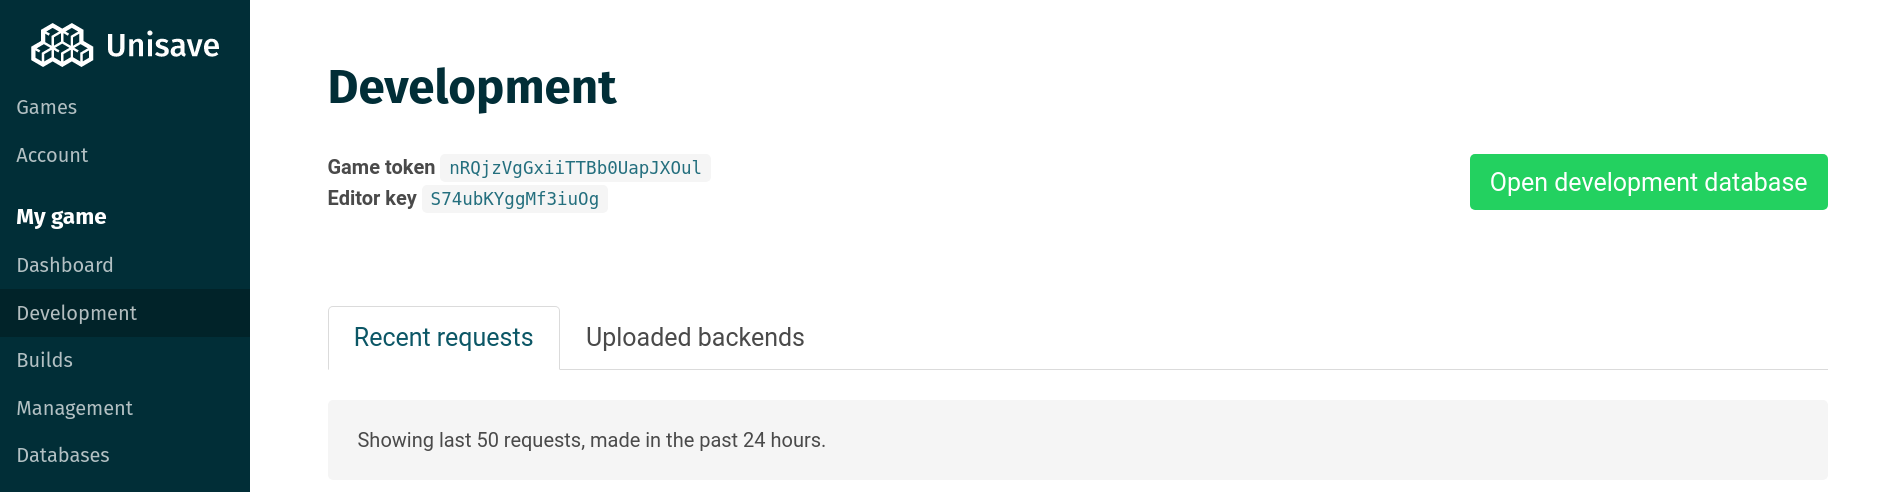 Unisave
Games
Account
My game
Dashboard
Development
Builds
Management
Databases
Development
Game token nRQjzVgGxiiTTBb0UapJXOul
Editor key S74ubKYggMf3iuOg
Open development database
Recent requests
Uploaded backends
Showing last 50 requests, made in the past 24 hours.